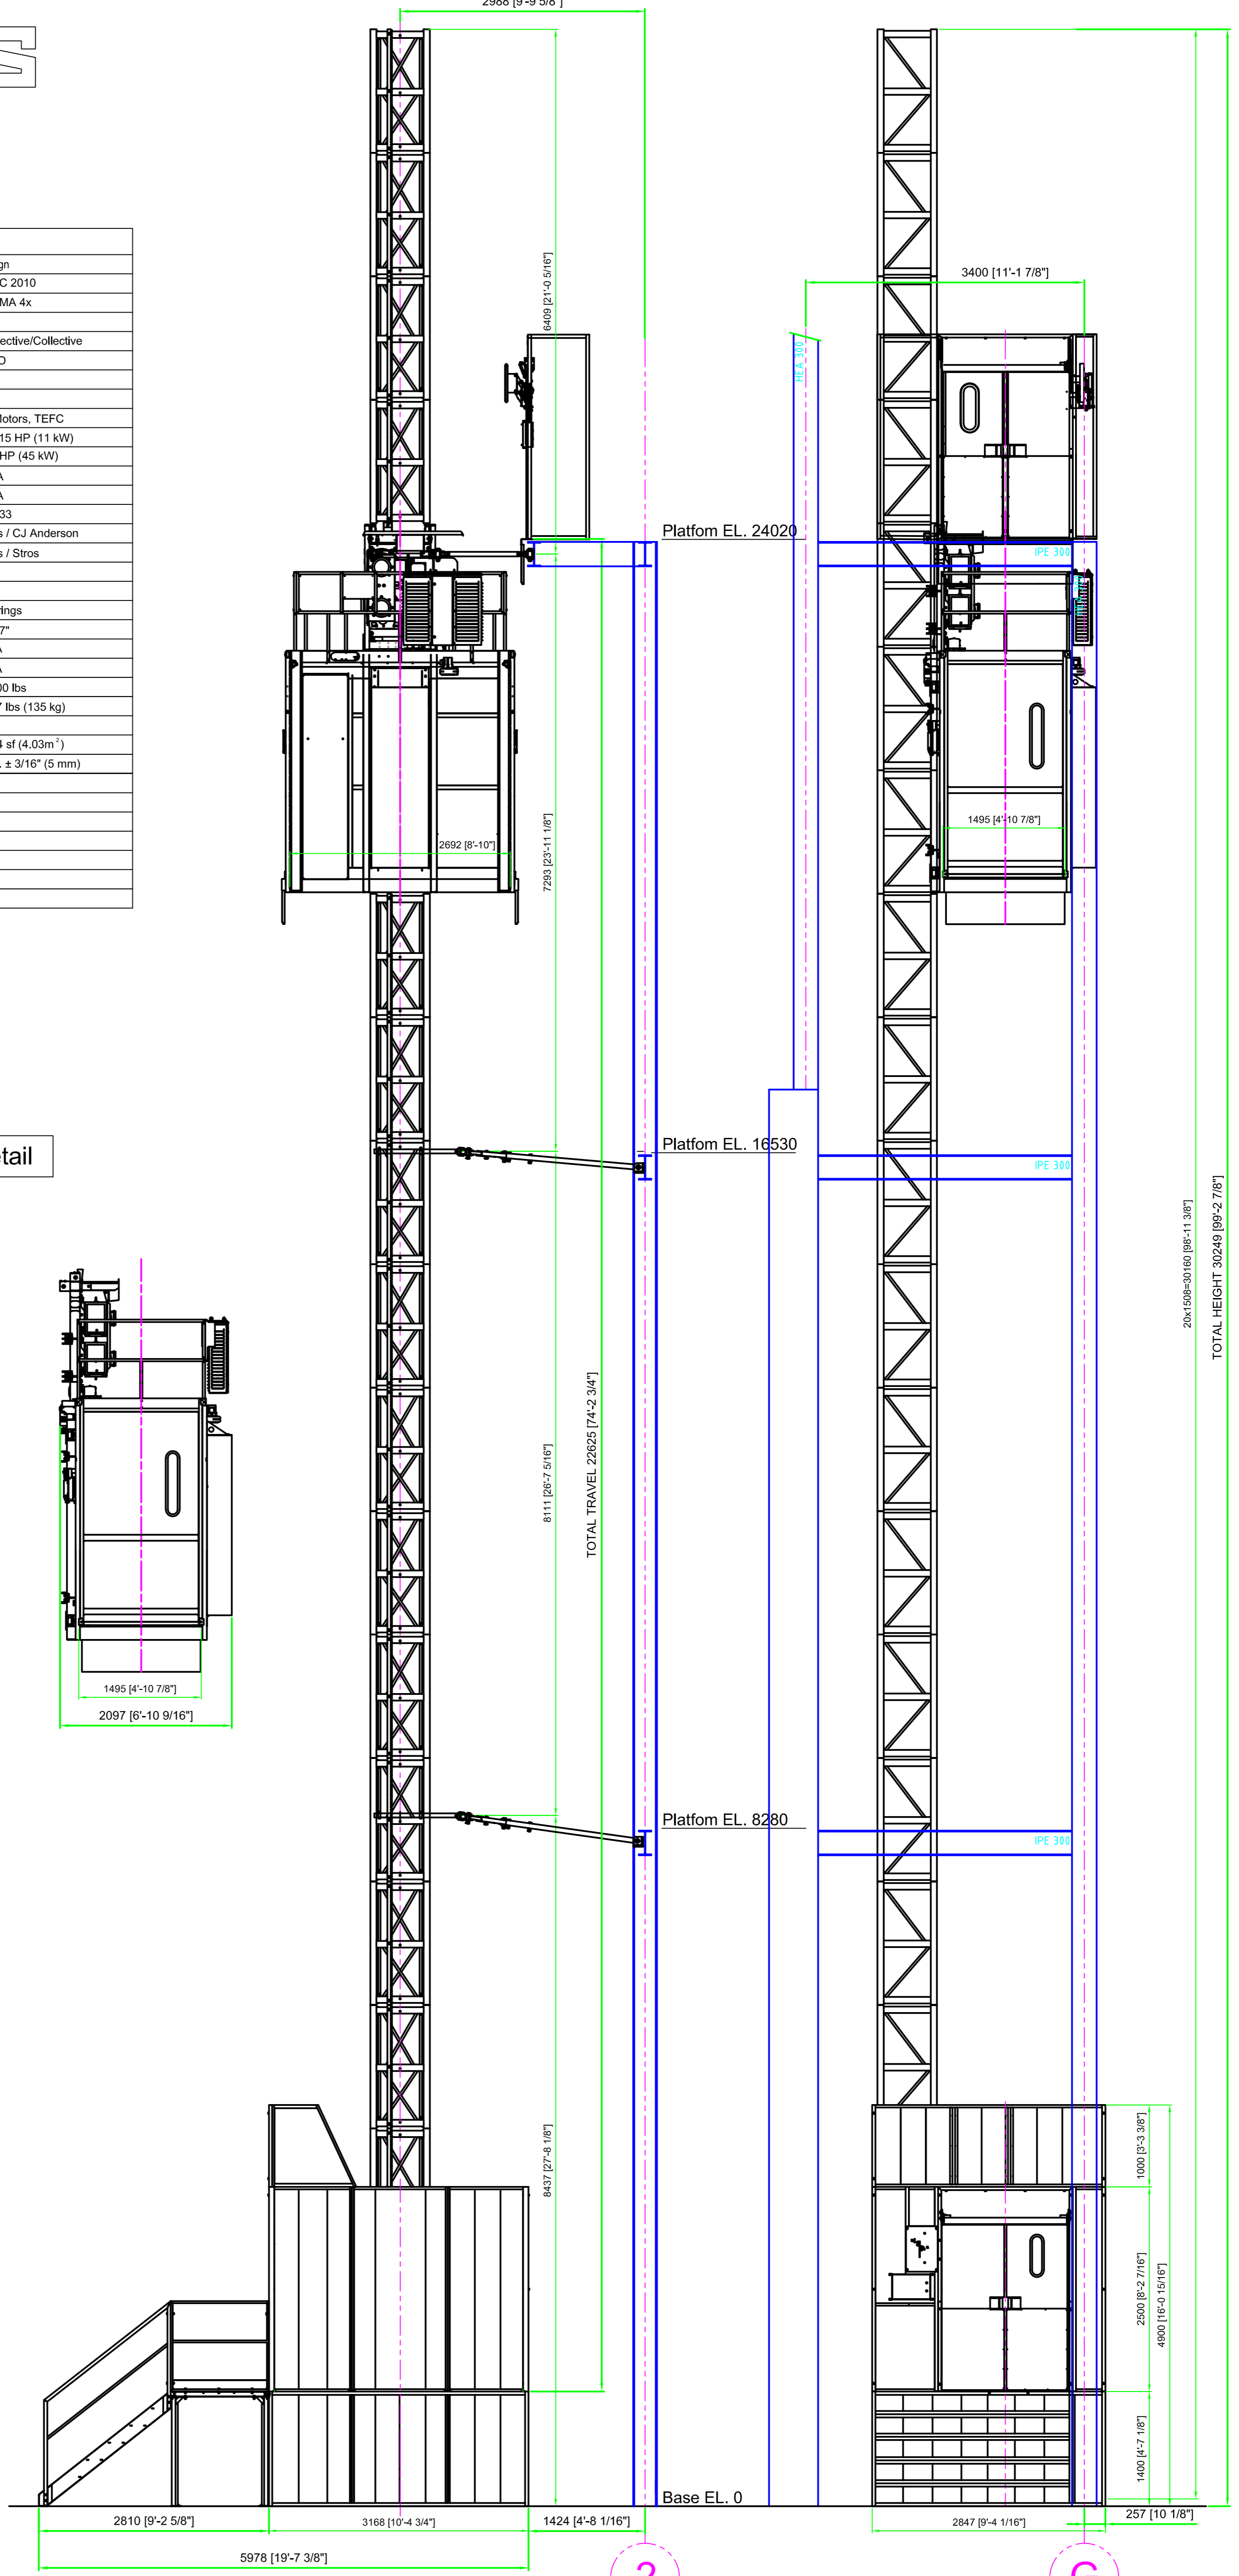 2988 [9'-9 5/8"]
gn
C 2010
MA 4x
ective/Collective
O
Motors, TEFC
15 HP (11 kW)
HP (45 kW)
A
A
33
s / CJ Anderson
s / Stros
rings
7"
A
A
00 lbs
7 lbs (135 kg)
4 sf (4.03m²)
. ± 3/16" (5 mm)
etail
6409 [21'-0 5/16"]
7293 [23'-11 1/8"]
8111 [26'-7 5/16"]
8437 [27'-8 1/8"]
TOTAL TRAVEL 22625 [74'-2 3/4"]
2692 [8'-10"]
Platfom EL. 24020
Platfom EL. 16530
Platfom EL. 8280
Base EL. 0
3400 [11'-1 7/8"]
HEA 300
IPE 300
1495 [4'-10 7/8"]
IPE 300
IPE 300
20x1508=30160 [98'-11 3/8"]
TOTAL HEIGHT 30249 [99'-2 7/8"]
1495 [4'-10 7/8"]
2097 [6'-10 9/16"]
1000 [3'-3 3/8"]
2500 [8'-2 7/16"]
4900 [16'-0 15/16"]
1400 [4'-7 1/8"]
2810 [9'-2 5/8"]
3168 [10'-4 3/4"]
1424 [4'-8 1/16"]
2847 [9'-4 1/16"]
257 [10 1/8"]
5978 [19'-7 3/8"]